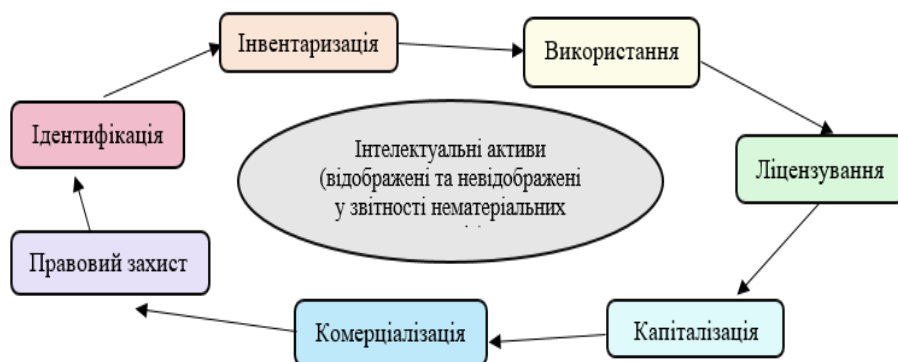 Інвентаризація
Використання
Ідентифікація
Інтелектуальні активи
(відображені та невідображені
у звітності нематеріальних
Ліцензування
Правовий захист
Комерціалізація
Капіталізація